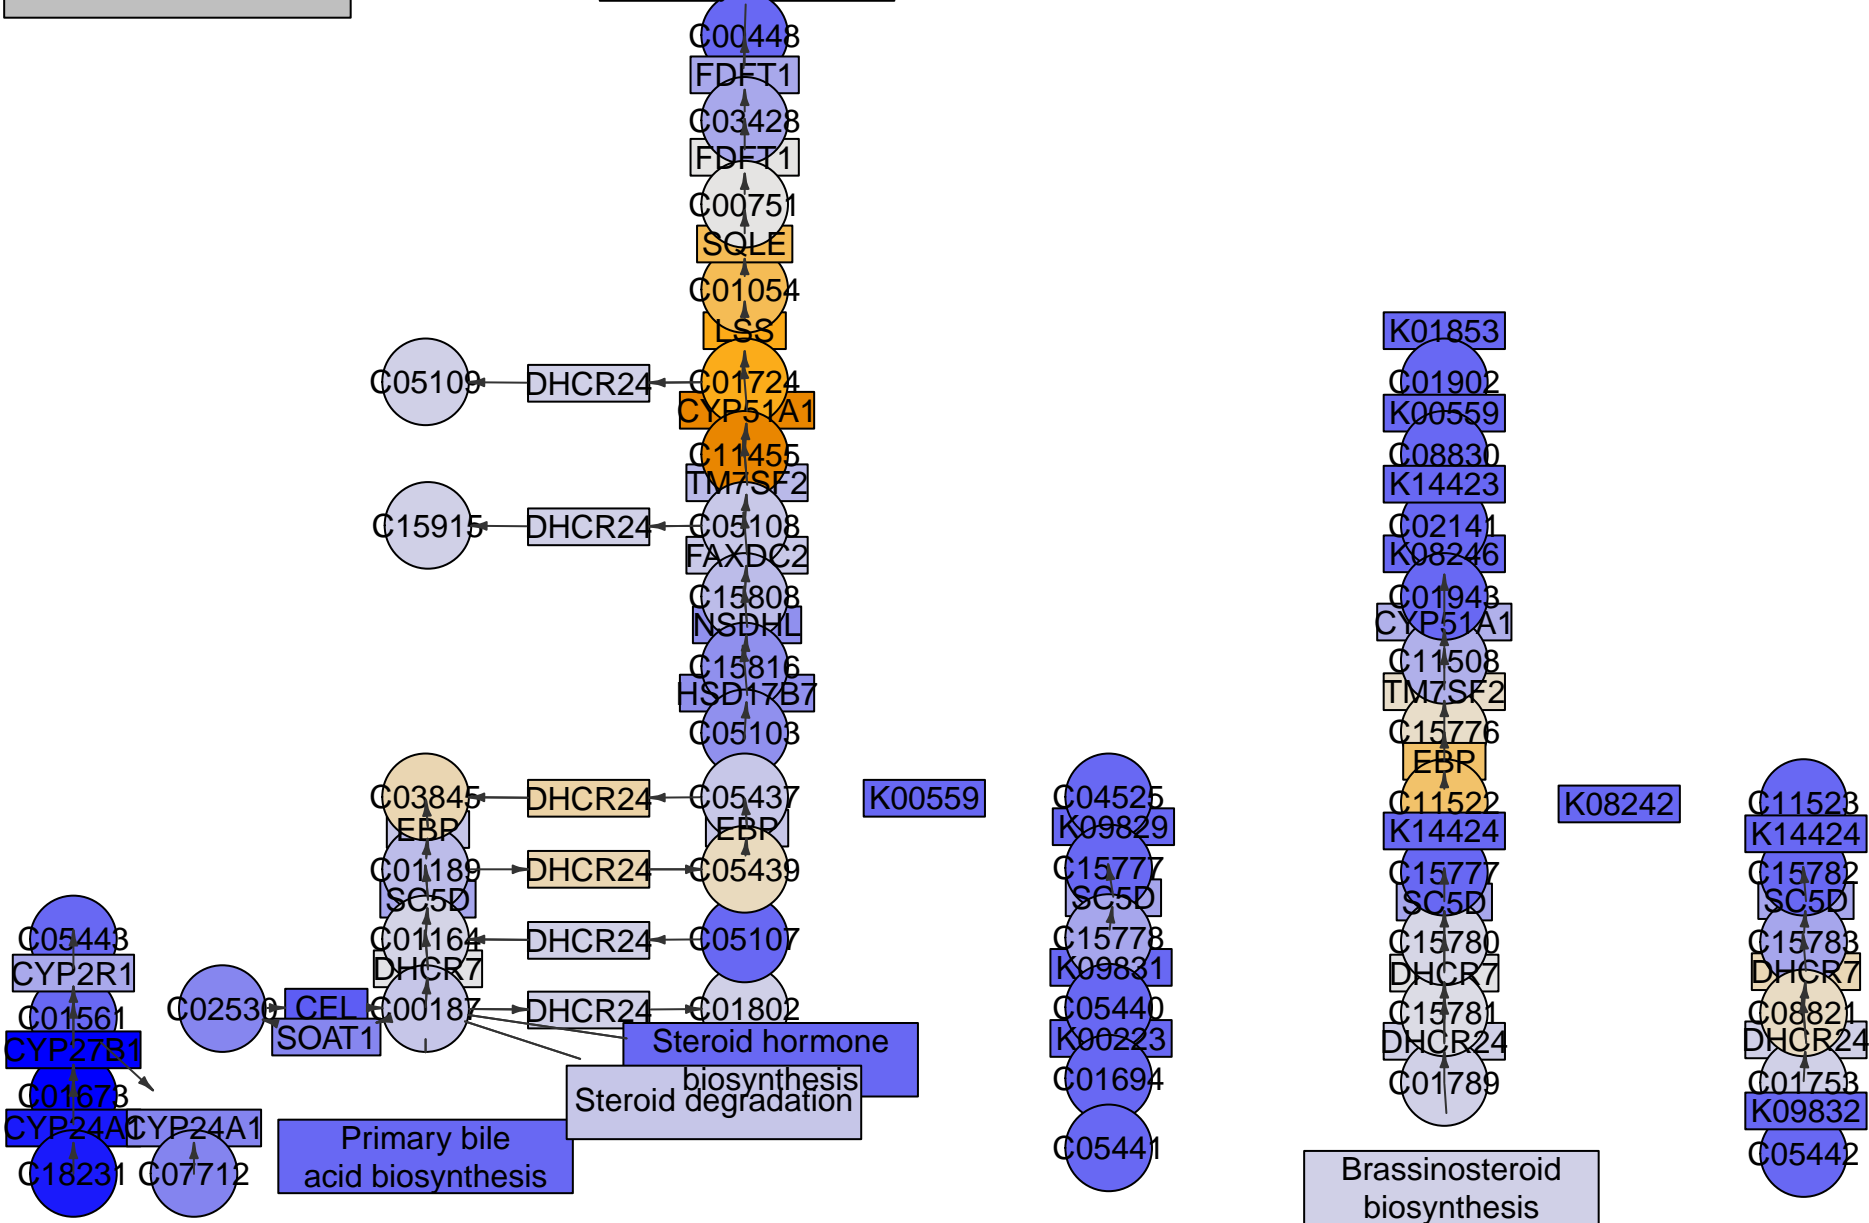 C00448
FDFT1
C03428
FDFT1
C00751
SQLE
C01054
LSS
C05109
DHCR24
C01724
CYP51A1
C11455
TM7SF2
C15915
DHCR24
C05108
FAXDC2
C15808
NSDHL
C15816
HSD17B7
C05103
C03845
DHCR24
C05437
EBP
EBP
C01189
DHCR24
C05439
SC5D
C01164
DHCR24
C05107
DHCR7
C02530
CEL
C00187
DHCR24
C01802
SOAT1
C05443
CYP2R1
C01561
CYP27B1
C01673
CYP24A1
CYP24A1
C18231
C07712
Steroid hormone
biosynthesis
Steroid degradation
Primary bile
acid biosynthesis
K00559
C04525
K09829
C15777
SC5D
C15778
K09831
C05440
K00223
C01694
C05441
K01853
C01902
K00559
C08830
K14423
C02141
K08246
C01943
CYP51A1
C11508
TM7SF2
C15776
EBP
C11522
K14424
C15777
SC5D
C15780
DHCR7
C15781
DHCR24
C01789
Brassinosteroid
biosynthesis
K08242
C11523
K14424
C15782
SC5D
C15783
DHCR7
C08821
DHCR24
C01753
K09832
C05442